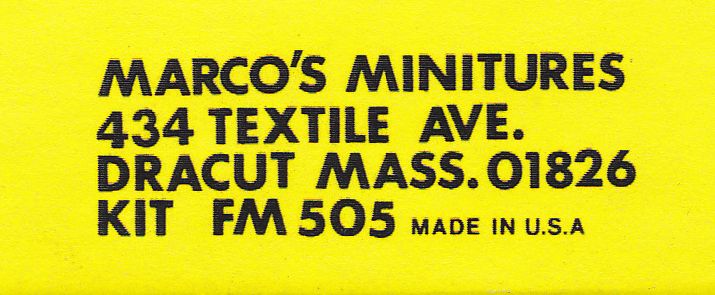 MARCO'S MINITURES
434 TEXTILE AVE.
DRACUT MASS. 01826
KIT FM 505 MADE IN U.S.A